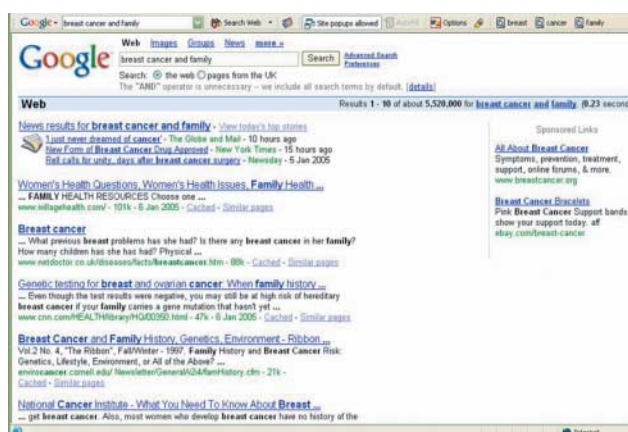 Google breast cancer and family Search Web Site popups allowed AutoFill Options breast cancer family
Web Images Groups News more »
Google
breast cancer and family Search Advanced Search
Preferences
Search: the web pages from the UK
The "AND" operator is unnecessary -- we include all search terms by default. [details]
Web Results 1 - 10 of about 5,520,000 for breast cancer and family. (0.23 second
News results for breast cancer and family - View today's top stories
'I just never dreamed of cancer' - The Globe and Mail - 10 hours ago
New Form of Breast Cancer Drug Approved - New York Times - 15 hours ago
Rell calls for unity, days after breast cancer surgery - Newsday - 5 Jan 2005
Women's Health Questions, Women's Health Issues, Family Health ...
... FAMILY HEALTH RESOURCES Choose one ...
www.ivillagehealth.com/ - 101k - 6 Jan 2005 - Cached - Similar pages
Breast cancer
... What previous breast problems has she had? Is there any breast cancer in her family?
How many children has she has had? Physical ...
www.netdoctor.co.uk/diseases/facts/breastcancer.htm - 88k - Cached - Similar pages
Genetic testing for breast and ovarian cancer: When family history ...
... Even though the test results were negative, you may still be at high risk of hereditary
breast cancer if your family carries a gene mutation that hasn't yet ...
www.cnn.com/HEALTH/library/HQ/00350.html - 47k - 6 Jan 2005 - Cached - Similar pages
Breast Cancer and Family History, Genetics, Environment - Ribbon ...
Vol.2 No. 4, "The Ribbon", Fall/Winter - 1997, Family History and Breast Cancer Risk:
Genetics, Lifestyle, Environment, or All of the Above? ...
envirocancer.cornell.edu/ Newsletter/General/v2i4/famHistory.cfm - 21k -
Cached - Similar pages
National Cancer Institute - What You Need To Know About Breast ...
... get breast cancer. Also, most women who develop breast cancer have no history of the
Sponsored Links
All About Breast Cancer
Symptoms, prevention, treatment,
support, online forums, & more.
www.breastcancer.org
Breast Cancer Bracelets
Pink Breast Cancer Support bands
show your support today. aff
ebay.com/breast-cancer
Internet